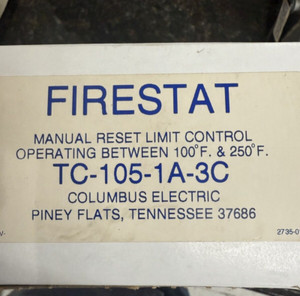 FIRESTAT
MANUAL RESET LIMIT CONTROL
OPERATING BETWEEN 100°F. & 250°F.
TC-105-1A-3C
COLUMBUS ELECTRIC
PINEY FLATS, TENNESSEE 37686
V-
2735-0